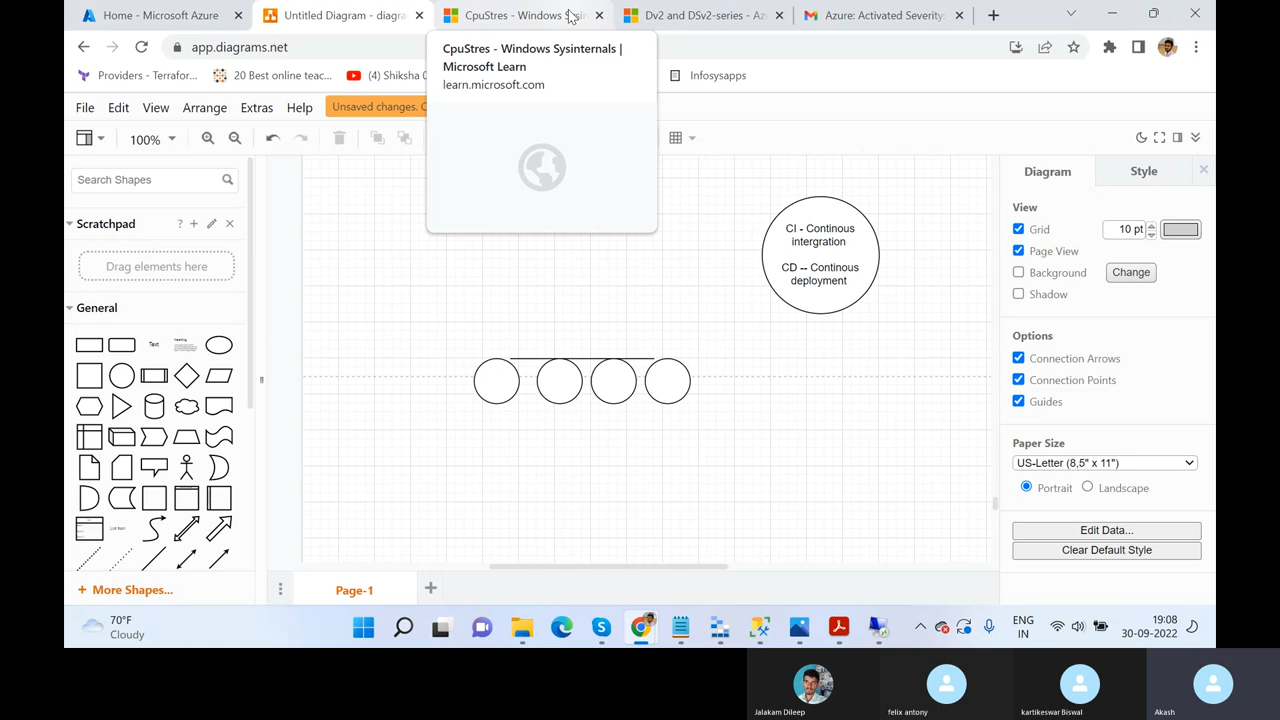 Home - Microsoft Azure
Untitled Diagram - diagra
CpuStres - Windows Sysin
Dv2 and DSv2-series - Az
Azure: Activated Severity:
app.diagrams.net
CpuStres - Windows Sysinternals |
Microsoft Learn
learn.microsoft.com
Providers - Terrafor...
20 Best online teac...
(4) Shiksha
Infosysapps
File
Edit
View
Arrange
Extras
Help
Unsaved changes. C
100%
Search Shapes
Scratchpad
?
Drag elements here
General
Text
List Item
+ More Shapes...
CI - Continous
intergration
CD -- Continous
deployment
Page-1
Diagram
Style
View
Grid
10 pt
Page View
Background
Change
Shadow
Options
Connection Arrows
Connection Points
Guides
Paper Size
US-Letter (8,5" x 11")
Portrait
Landscape
Edit Data...
Clear Default Style
70°F
Cloudy
ENG
IN
19:08
30-09-2022
Jalakam Dileep
felix antony
kartikeswar Biswal
Akash